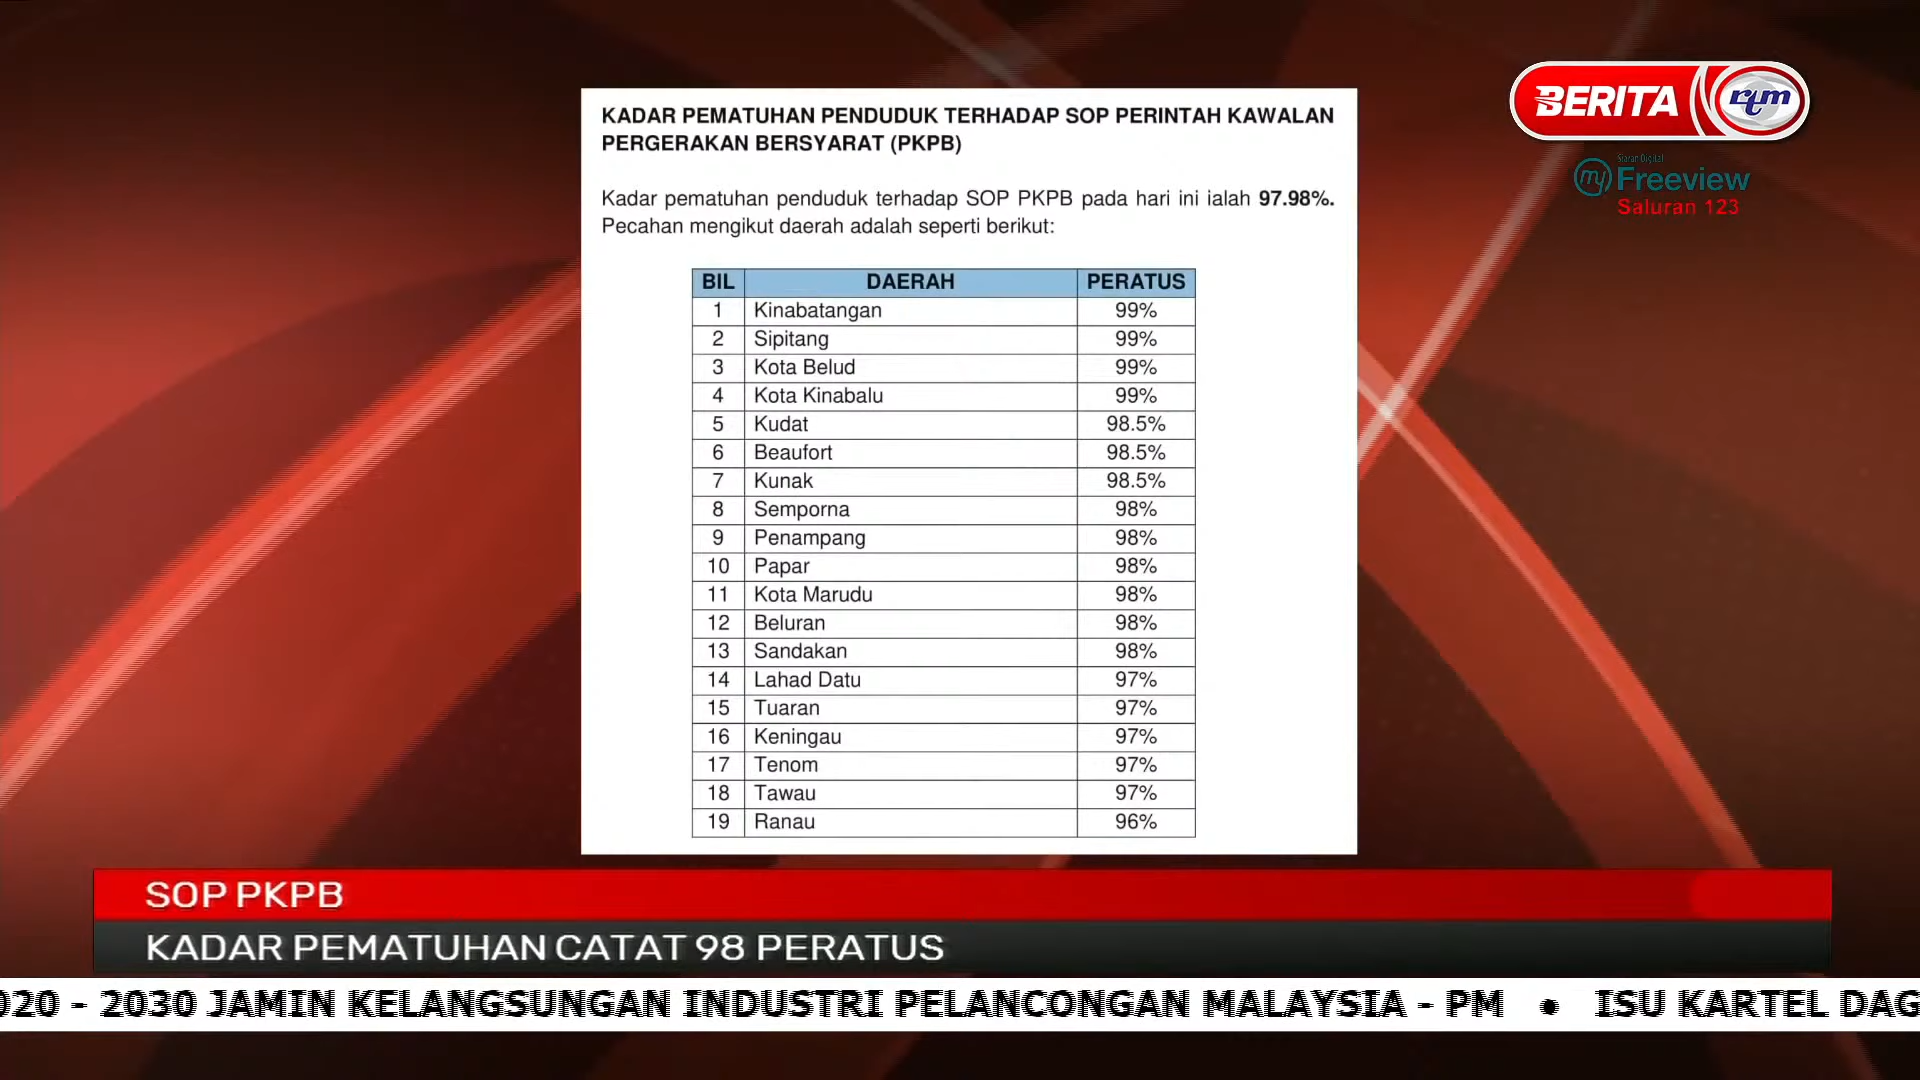 KADAR PEMATUHAN PENDUDUK TERHADAP SOP PERINTAH KAWALAN
PERGERAKAN BERSYARAT (PKPB)
Kadar pematuhan penduduk terhadap SOP PKPB pada hari ini ialah 97.98%.
Pecahan mengikut daerah adalah seperti berikut:
BIL DAERAH PERATUS
1 Kinabatangan 99%
2 Sipitang 99%
3 Kota Belud 99%
4 Kota Kinabalu 99%
5 Kudat 98.5%
6 Beaufort 98.5%
7 Kunak 98.5%
8 Semporna 98%
9 Penampang 98%
10 Papar 98%
11 Kota Marudu 98%
12 Beluran 98%
13 Sandakan 98%
14 Lahad Datu 97%
15 Tuaran 97%
16 Keningau 97%
17 Tenom 97%
18 Tawau 97%
19 Ranau 96%
BERITA rtm
Siaran Digital
my Freeview
Saluran 123
SOP PKPB
KADAR PEMATUHAN CATAT 98 PERATUS
020 - 2030 JAMIN KELANGSUNGAN INDUSTRI PELANCONGAN MALAYSIA - PM • ISU KARTEL DAG